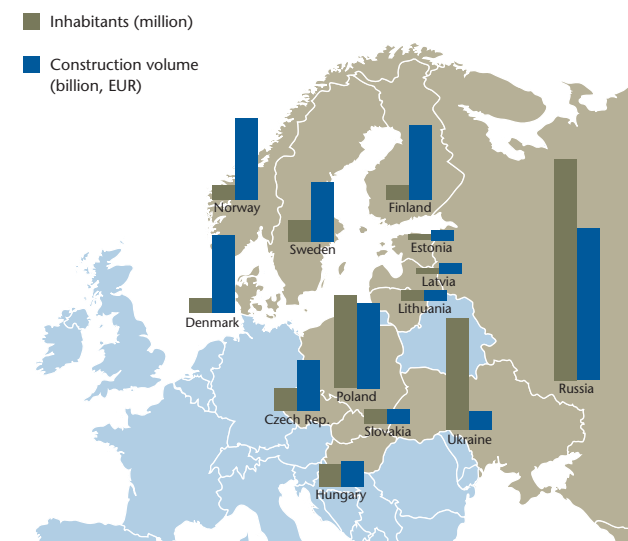 Inhabitants (million)
Construction volume
(billion, EUR)
Norway
Finland
Sweden
Estonia
Latvia
Lithuania
Denmark
Russia
Poland
Czech Rep.
Slovakia
Ukraine
Hungary